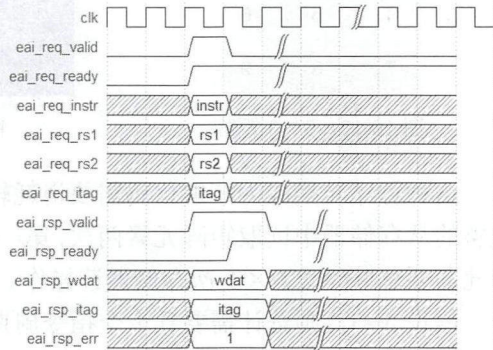 clk
eai_req_valid
eai_req_ready
eai_req_instr instr
eai_req_rs1 rs1
eai_req_rs2 rs2
eai_req_itag itag
eai_rsp_valid
eai_rsp_ready
eai_rsp_wdat wdat
eai_rsp_itag itag
eai_rsp_err 1